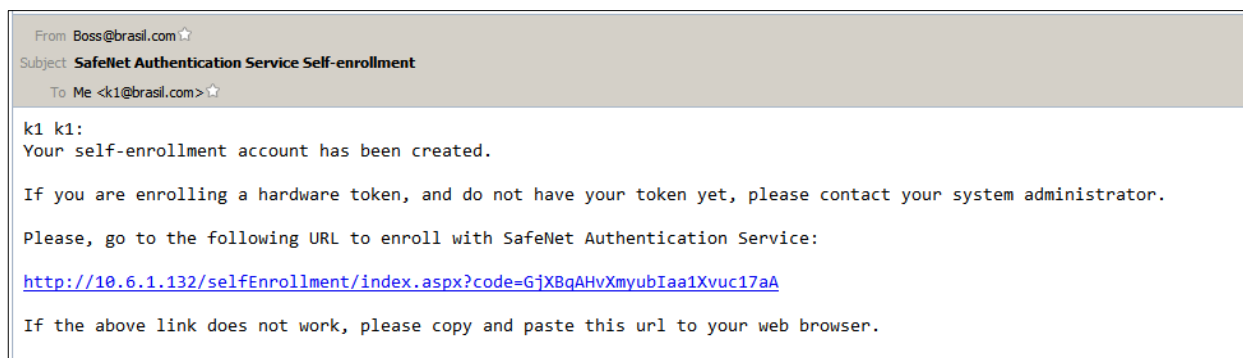 From Boss@brasil.com
Subject SafeNet Authentication Service Self-enrollment
To Me <k1@brasil.com>
k1 k1:
Your self-enrollment account has been created.
If you are enrolling a hardware token, and do not have your token yet, please contact your system administrator.
Please, go to the following URL to enroll with SafeNet Authentication Service:
http://10.6.1.132/selfEnrollment/index.aspx?code=GjXBqAHvXmyubIaa1Xvuc17aA
If the above link does not work, please copy and paste this url to your web browser.